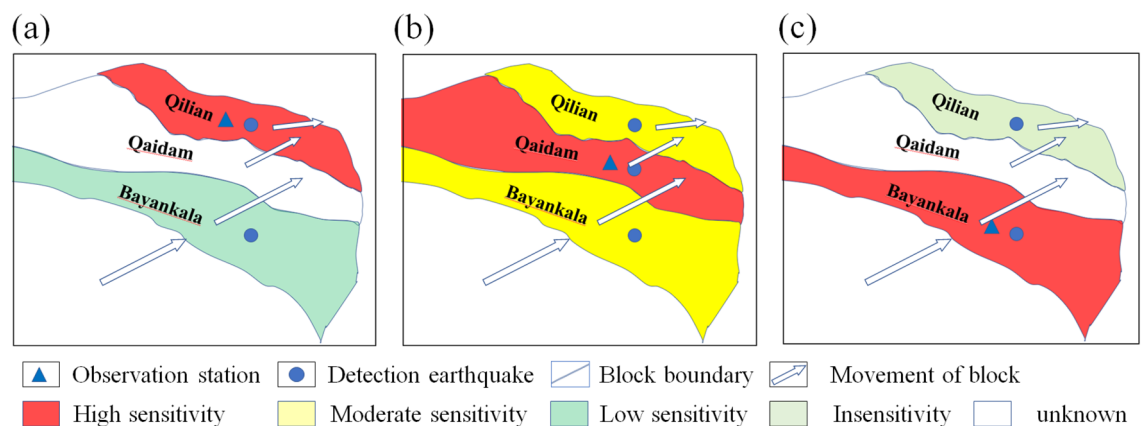 (a)
(b)
(c)
Qilian
Qaidam
Bayankala
Qilian
Qaidam
Bayankala
Qilian
Qaidam
Bayankala
Observation station
Detection earthquake
Block boundary
Movement of block
High sensitivity
Moderate sensitivity
Low sensitivity
Insensitivity
unknown